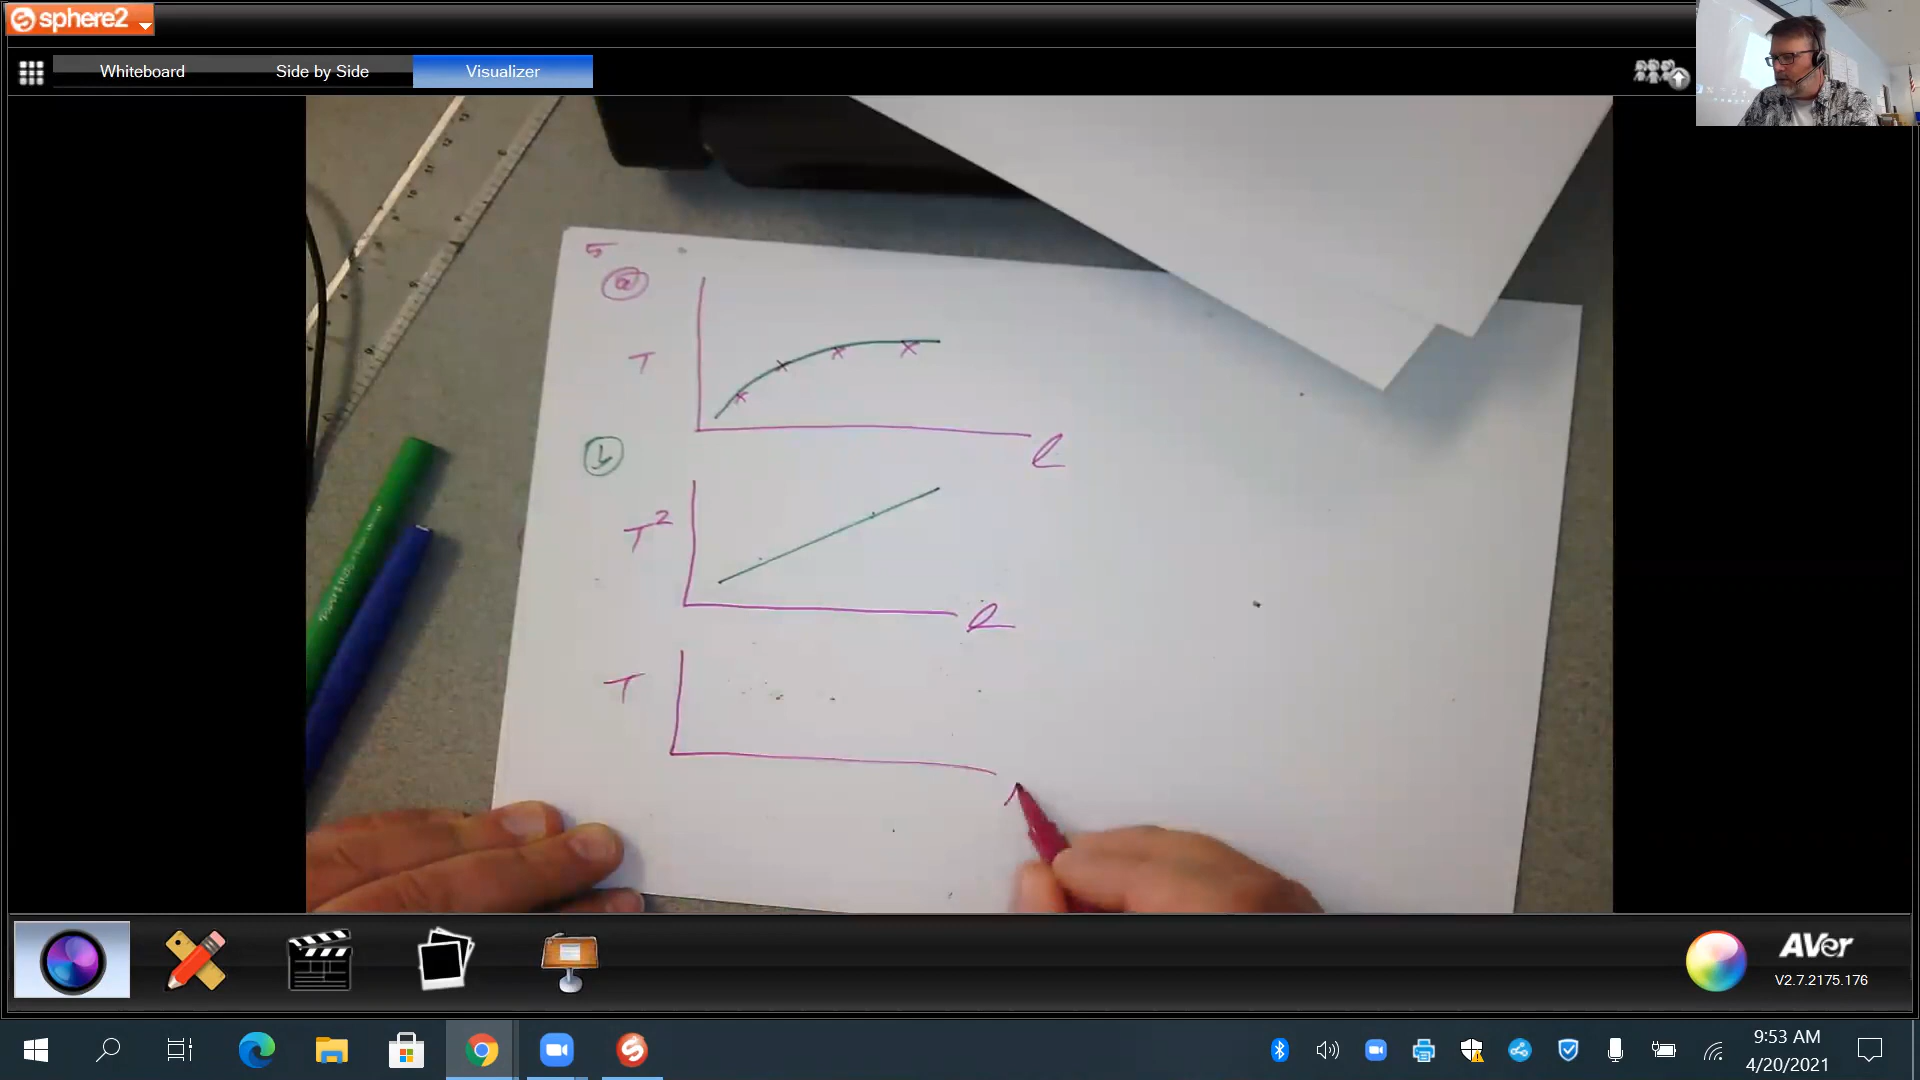 sphere2
Whiteboard
Side by Side
Visualizer
5
a
T
l
b
T²
l
T
AVer
V2.7.2175.176
9:53 AM
4/20/2021